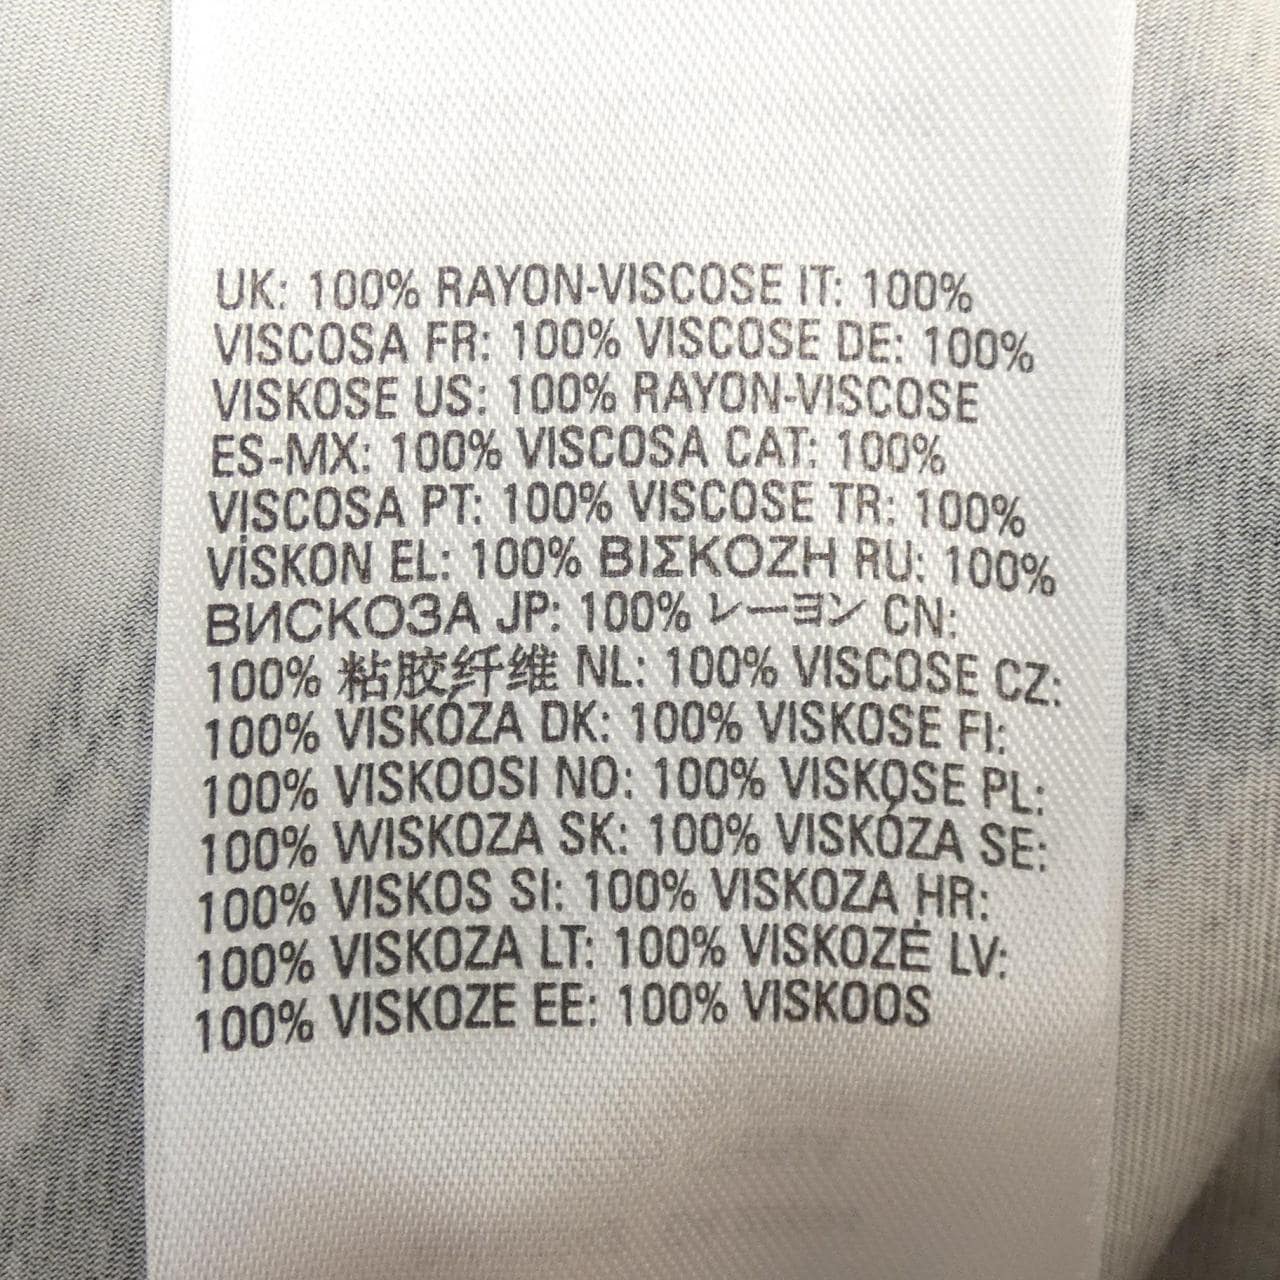 UK: 100% RAYON-VISCOSE IT: 100%
VISCOSA FR: 100% VISCOSE DE: 100%
VISKOSE US: 100% RAYON-VISCOSE
ES-MX: 100% VISCOSA CAT: 100%
VISCOSA PT: 100% VISCOSE TR: 100%
VİSKON EL: 100% ΒΙΣΚΟΖΗ RU: 100%
ВИСКОЗА JP: 100% レーヨン CN:
100% 粘胶纤维 NL: 100% VISCOSE CZ:
100% VISKÓZA DK: 100% VISKOSE FI:
100% VISKOOSI NO: 100% VISKOSE PL:
100% WISKOZA SK: 100% VISKÓZA SE:
100% VISKOS SI: 100% VISKOZA HR:
100% VISKOZA LT: 100% VISKOZĖ LV:
100% VISKOZE EE: 100% VISKOOS